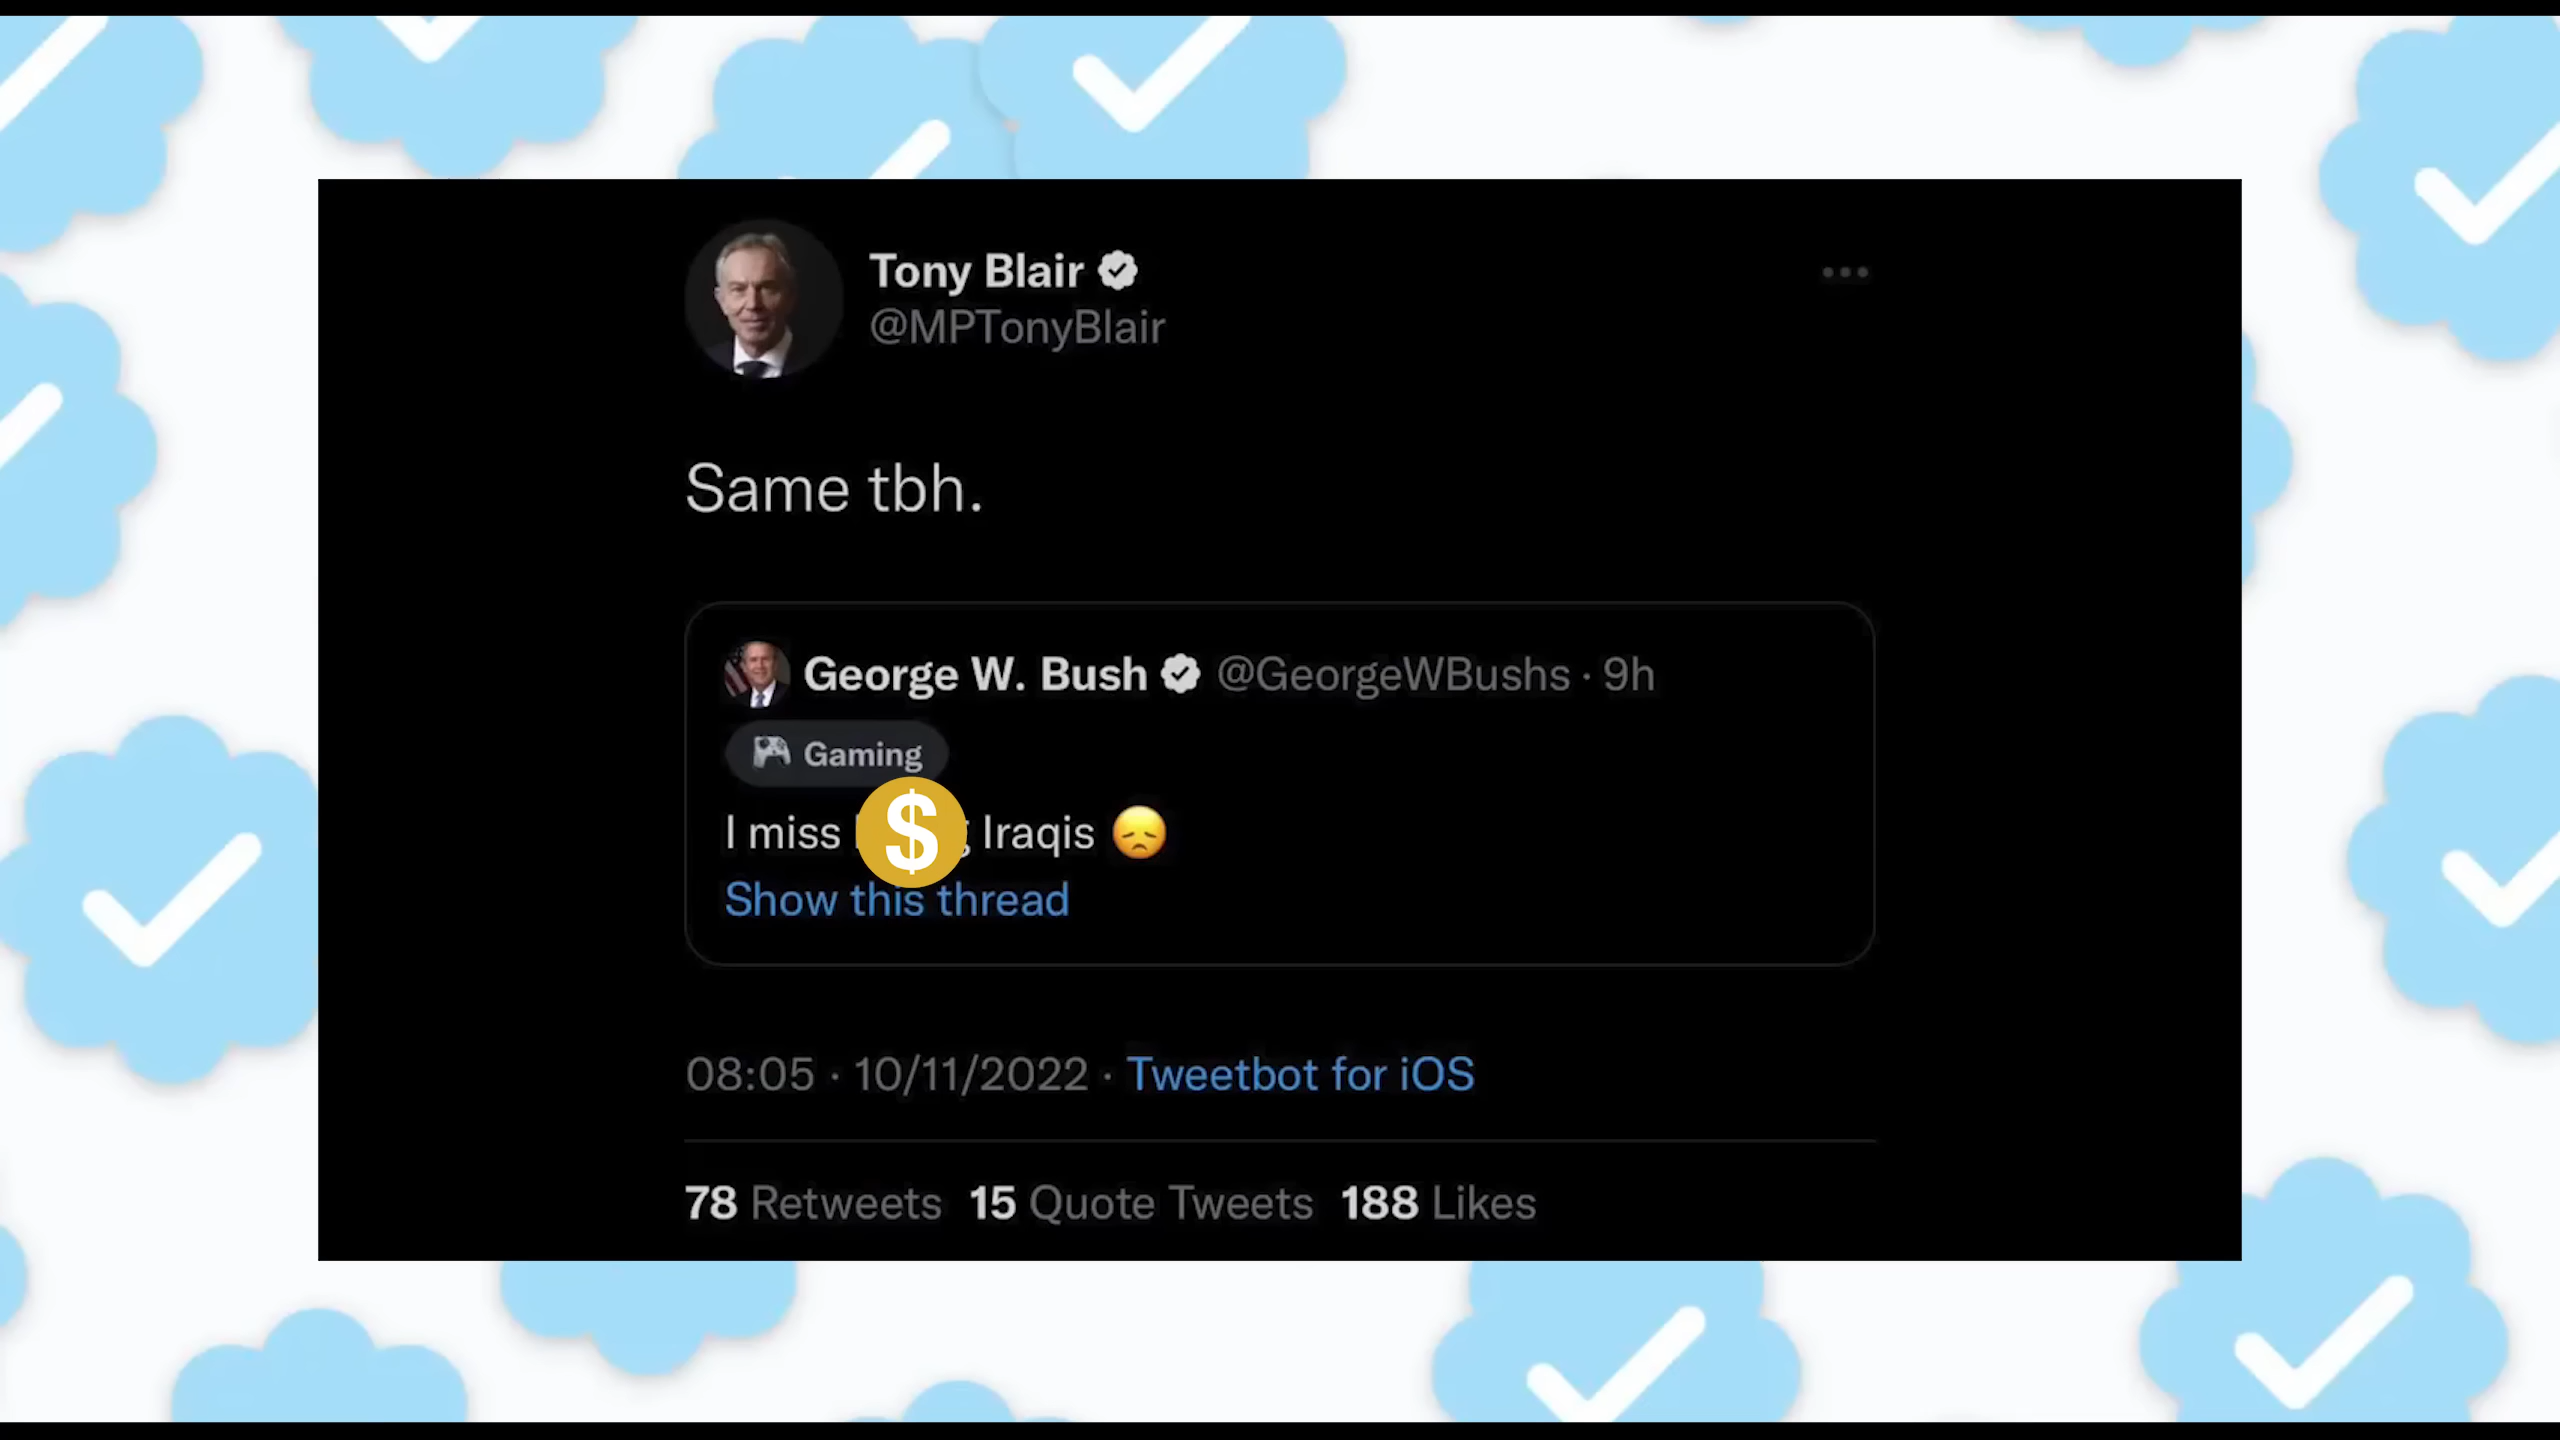 Tony Blair
@MPTonyBlair
Same tbh.
George W. Bush @GeorgeWBushs · 9h
Gaming
I miss $ Iraqis 😞
Show this thread
08:05 · 10/11/2022 · Tweetbot for iOS
78 Retweets 15 Quote Tweets 188 Likes